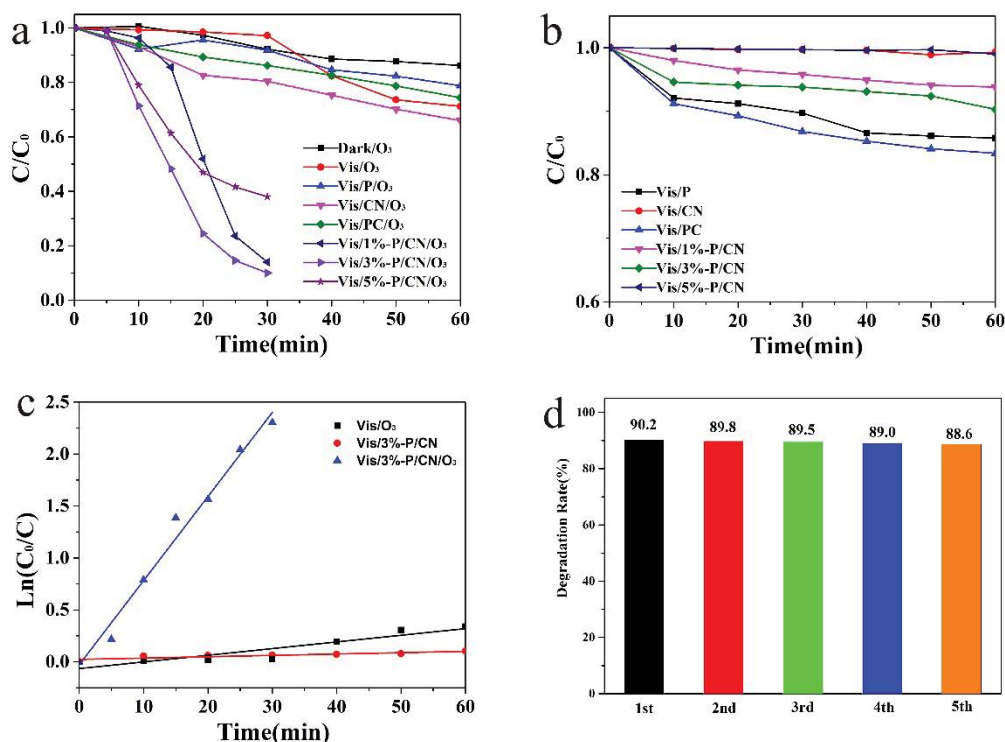 a
C/C₀
1.0
0.8
0.6
0.4
0.2
0.0
Dark/O₃
Vis/O₃
Vis/P/O₃
Vis/CN/O₃
Vis/PC/O₃
Vis/1%-P/CN/O₃
Vis/3%-P/CN/O₃
Vis/5%-P/CN/O₃
0 10 20 30 40 50 60
Time(min)
b
C/C₀
1.0
0.8
0.6
Vis/P
Vis/CN
Vis/PC
Vis/1%-P/CN
Vis/3%-P/CN
Vis/5%-P/CN
0 10 20 30 40 50 60
Time(min)
c
Ln(C₀/C)
2.5
2.0
1.5
1.0
0.5
0.0
Vis/O₃
Vis/3%-P/CN
Vis/3%-P/CN/O₃
0 10 20 30 40 50 60
Time(min)
d
Degradation Rate(%)
100
80
60
40
20
0
90.2 89.8 89.5 89.0 88.6
1st 2nd 3rd 4th 5th